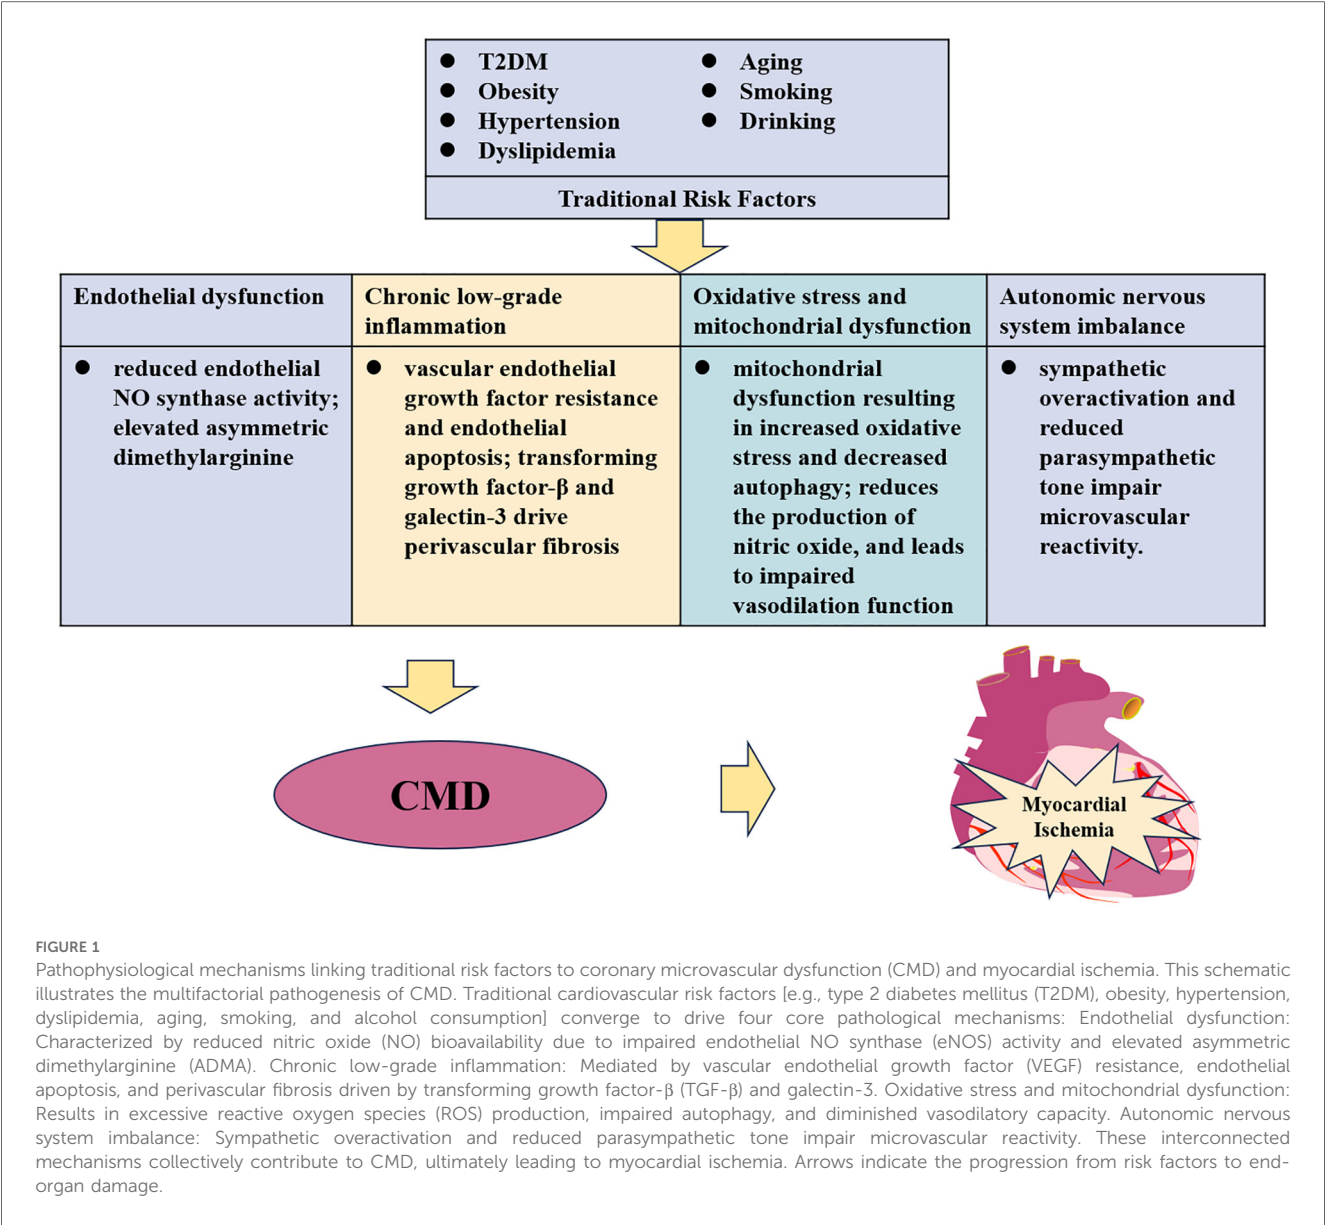 T2DM
Obesity
Hypertension
Dyslipidemia
Aging
Smoking
Drinking
Traditional Risk Factors
Endothelial dysfunction
reduced endothelial
NO synthase activity;
elevated asymmetric
dimethylarginine
Chronic low-grade
inflammation
vascular endothelial
growth factor resistance
and endothelial
apoptosis; transforming
growth factor-β and
galectin-3 drive
perivascular fibrosis
Oxidative stress and
mitochondrial dysfunction
mitochondrial
dysfunction resulting
in increased oxidative
stress and decreased
autophagy; reduces
the production of
nitric oxide, and leads
to impaired
vasodilation function
Autonomic nervous
system imbalance
sympathetic
overactivation and
reduced
parasympathetic
tone impair
microvascular
reactivity.
CMD
Myocardial
Ischemia
FIGURE 1
Pathophysiological mechanisms linking traditional risk factors to coronary microvascular dysfunction (CMD) and myocardial ischemia. This schematic
illustrates the multifactorial pathogenesis of CMD. Traditional cardiovascular risk factors [e.g., type 2 diabetes mellitus (T2DM), obesity, hypertension,
dyslipidemia, aging, smoking, and alcohol consumption] converge to drive four core pathological mechanisms: Endothelial dysfunction:
Characterized by reduced nitric oxide (NO) bioavailability due to impaired endothelial NO synthase (eNOS) activity and elevated asymmetric
dimethylarginine (ADMA). Chronic low-grade inflammation: Mediated by vascular endothelial growth factor (VEGF) resistance, endothelial
apoptosis, and perivascular fibrosis driven by transforming growth factor-β (TGF-β) and galectin-3. Oxidative stress and mitochondrial dysfunction:
Results in excessive reactive oxygen species (ROS) production, impaired autophagy, and diminished vasodilatory capacity. Autonomic nervous
system imbalance: Sympathetic overactivation and reduced parasympathetic tone impair microvascular reactivity. These interconnected
mechanisms collectively contribute to CMD, ultimately leading to myocardial ischemia. Arrows indicate the progression from risk factors to end-
organ damage.